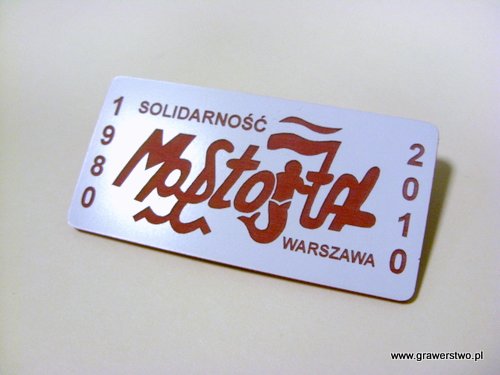 1980
SOLIDARNOŚĆ
Mostostal
WARSZAWA
2010
www.grawerstwo.pl